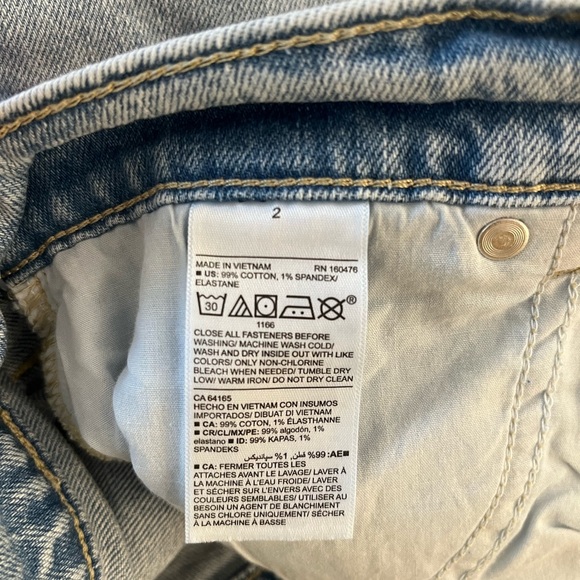 2
MADE IN VIETNAM RN 160476
■ US: 99% COTTON, 1% SPANDEX/
ELASTANE
30
1166
CLOSE ALL FASTENERS BEFORE
WASHING/ MACHINE WASH COLD/
WASH AND DRY INSIDE OUT WITH LIKE
COLORS/ ONLY NON-CHLORINE
BLEACH WHEN NEEDED/ TUMBLE DRY
LOW/ WARM IRON/ DO NOT DRY CLEAN
CA 64165
HECHO EN VIETNAM CON INSUMOS
IMPORTADOS/ DIBUAT DI VIETNAM
■ CA: 99% COTON, 1% ÉLASTHANNE
■ CR/CL/MX/PE: 99% algodón, 1%
elastano ■ ID: 99% KAPAS, 1%
SPANDEKS
■AE: 99% قطن, 1% سباندكس
■ CA: FERMER TOUTES LES
ATTACHES AVANT LE LAVAGE/ LAVER À
LA MACHINE À L'EAU FROIDE/ LAVER
ET SÉCHER SUR L'ENVERS AVEC DES
COULEURS SEMBLABLES/ UTILISER AU
BESOIN UN AGENT DE BLANCHIMENT
SANS CHLORE UNIQUEMENT/ SÉCHER
À LA MACHINE À BASSE